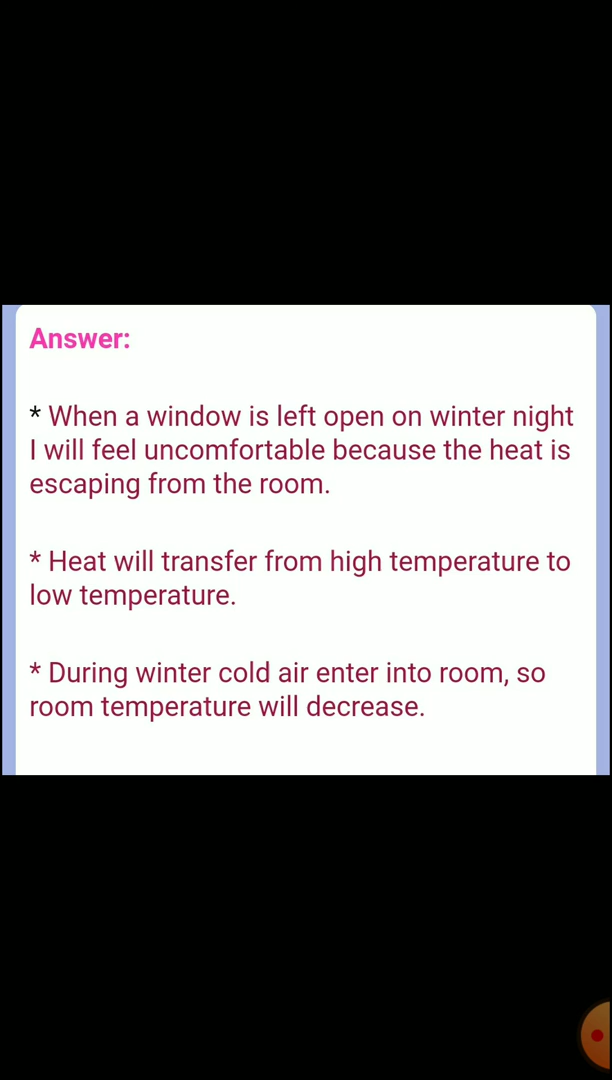 Answer:
* When a window is left open on winter night
I will feel uncomfortable because the heat is
escaping from the room.
* Heat will transfer from high temperature to
low temperature.
* During winter cold air enter into room, so
room temperature will decrease.